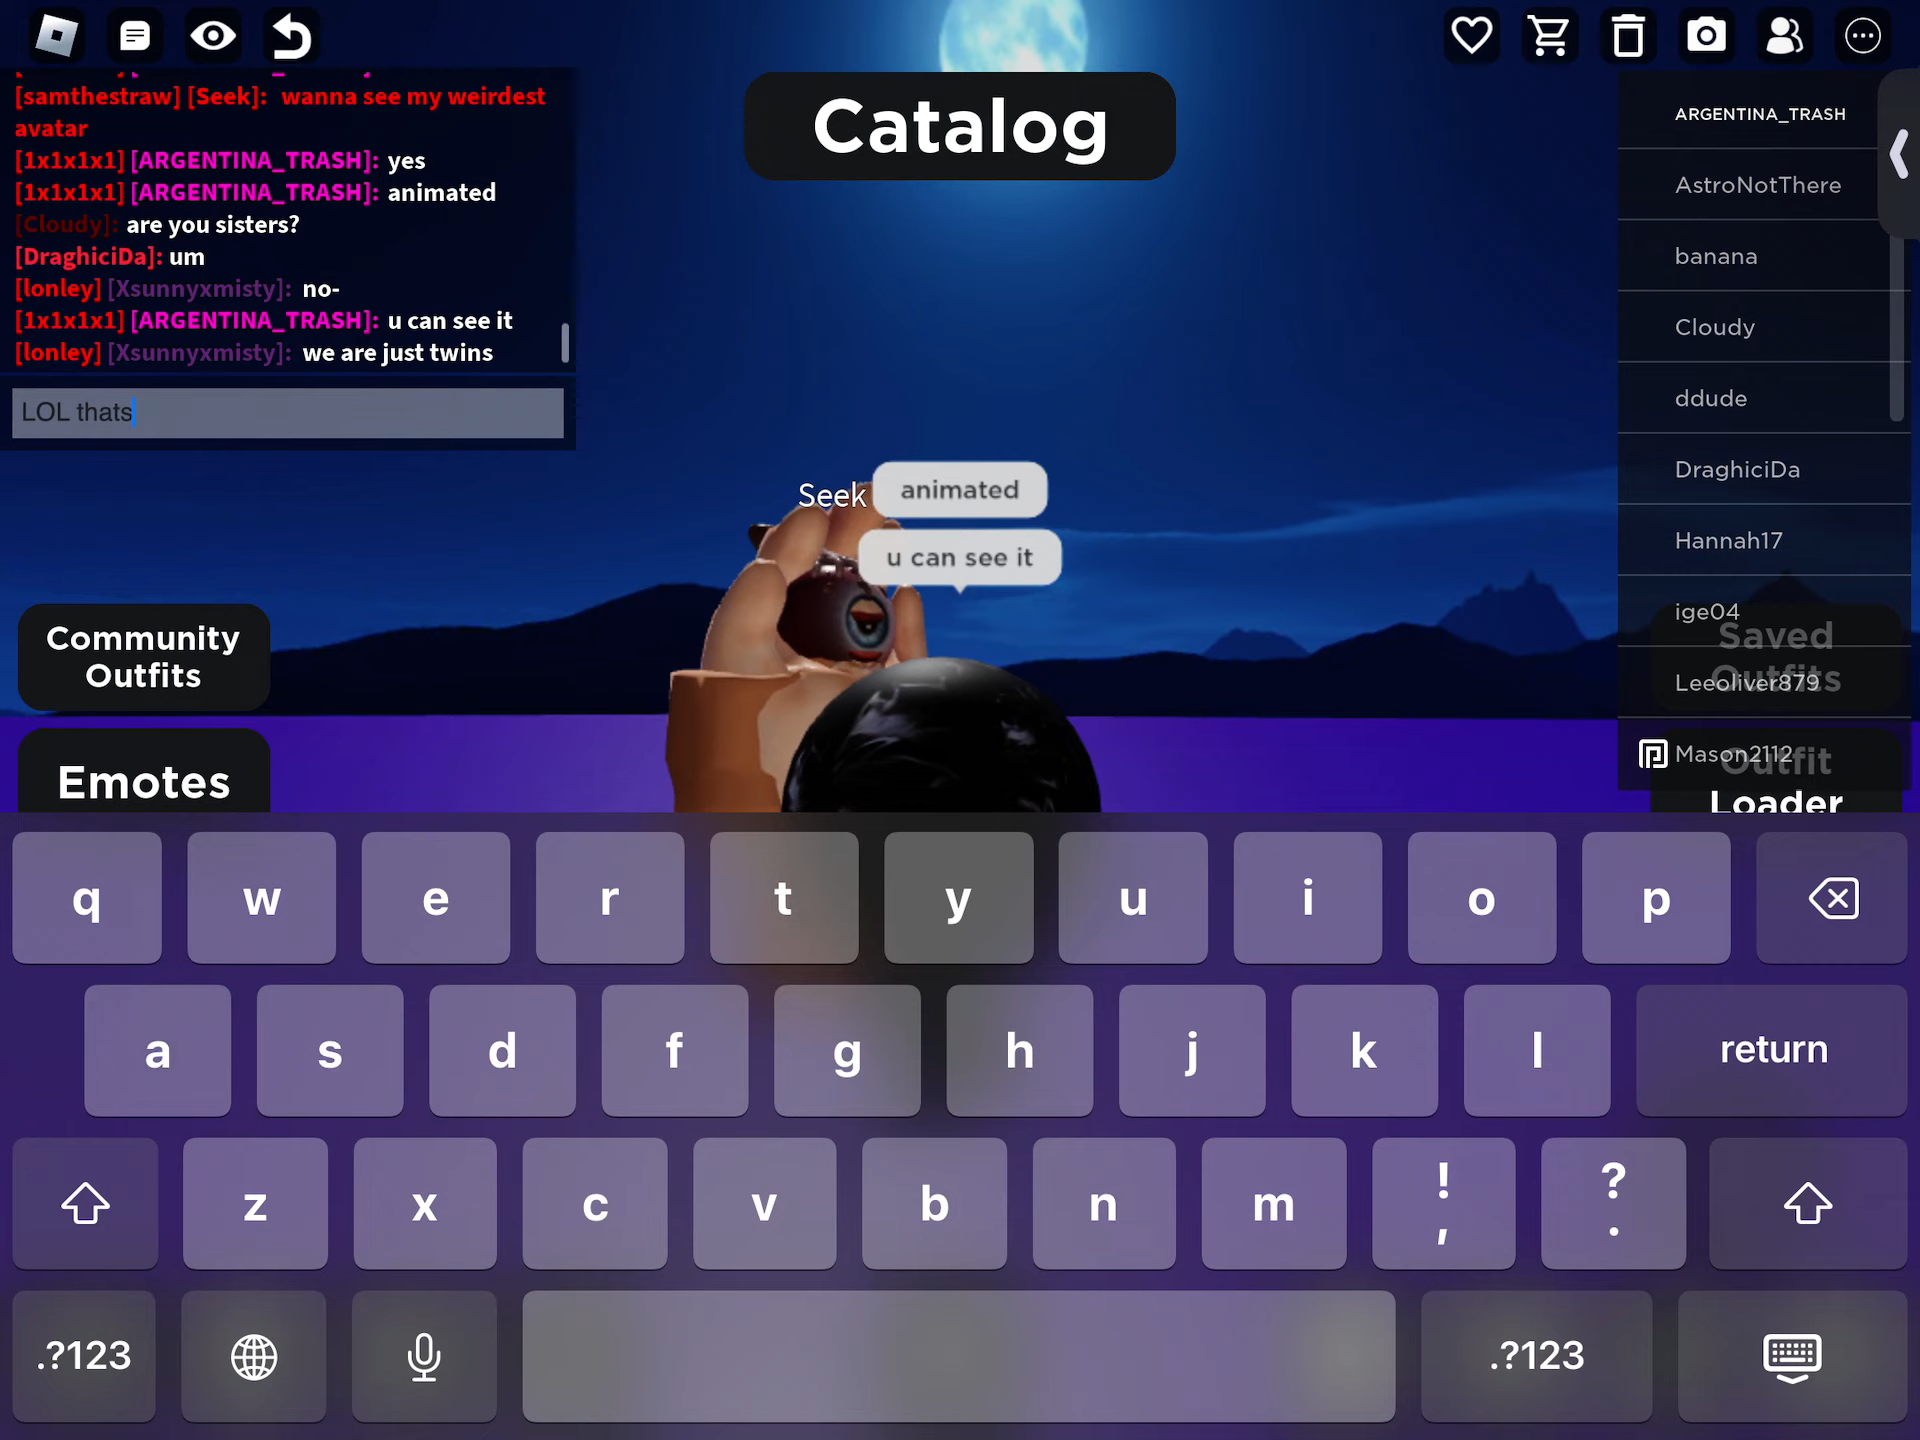 [samthestraw] [Seek]: wanna see my weirdest
avatar
[1x1x1x1] [ARGENTINA_TRASH]: yes
[1x1x1x1] [ARGENTINA_TRASH]: animated
[Cloudy]: are you sisters?
[DraghiciDa]: um
[lonley] [Xsunnyxmisty]: no-
[1x1x1x1] [ARGENTINA_TRASH]: u can see it
[lonley] [Xsunnyxmisty]: we are just twins
LOL thats
Catalog
ARGENTINA_TRASH
AstroNotThere
banana
Cloudy
ddude
DraghiciDa
Hannah17
ige04
Leeoliver879
Mason2112
Seek
animated
u can see it
Community
Outfits
Emotes
Saved
Outfits
Outfit
Loader
q w e r t y u i o p
a s d f g h j k l return
z x c v b n m ! ?
, .
.?123 .?123